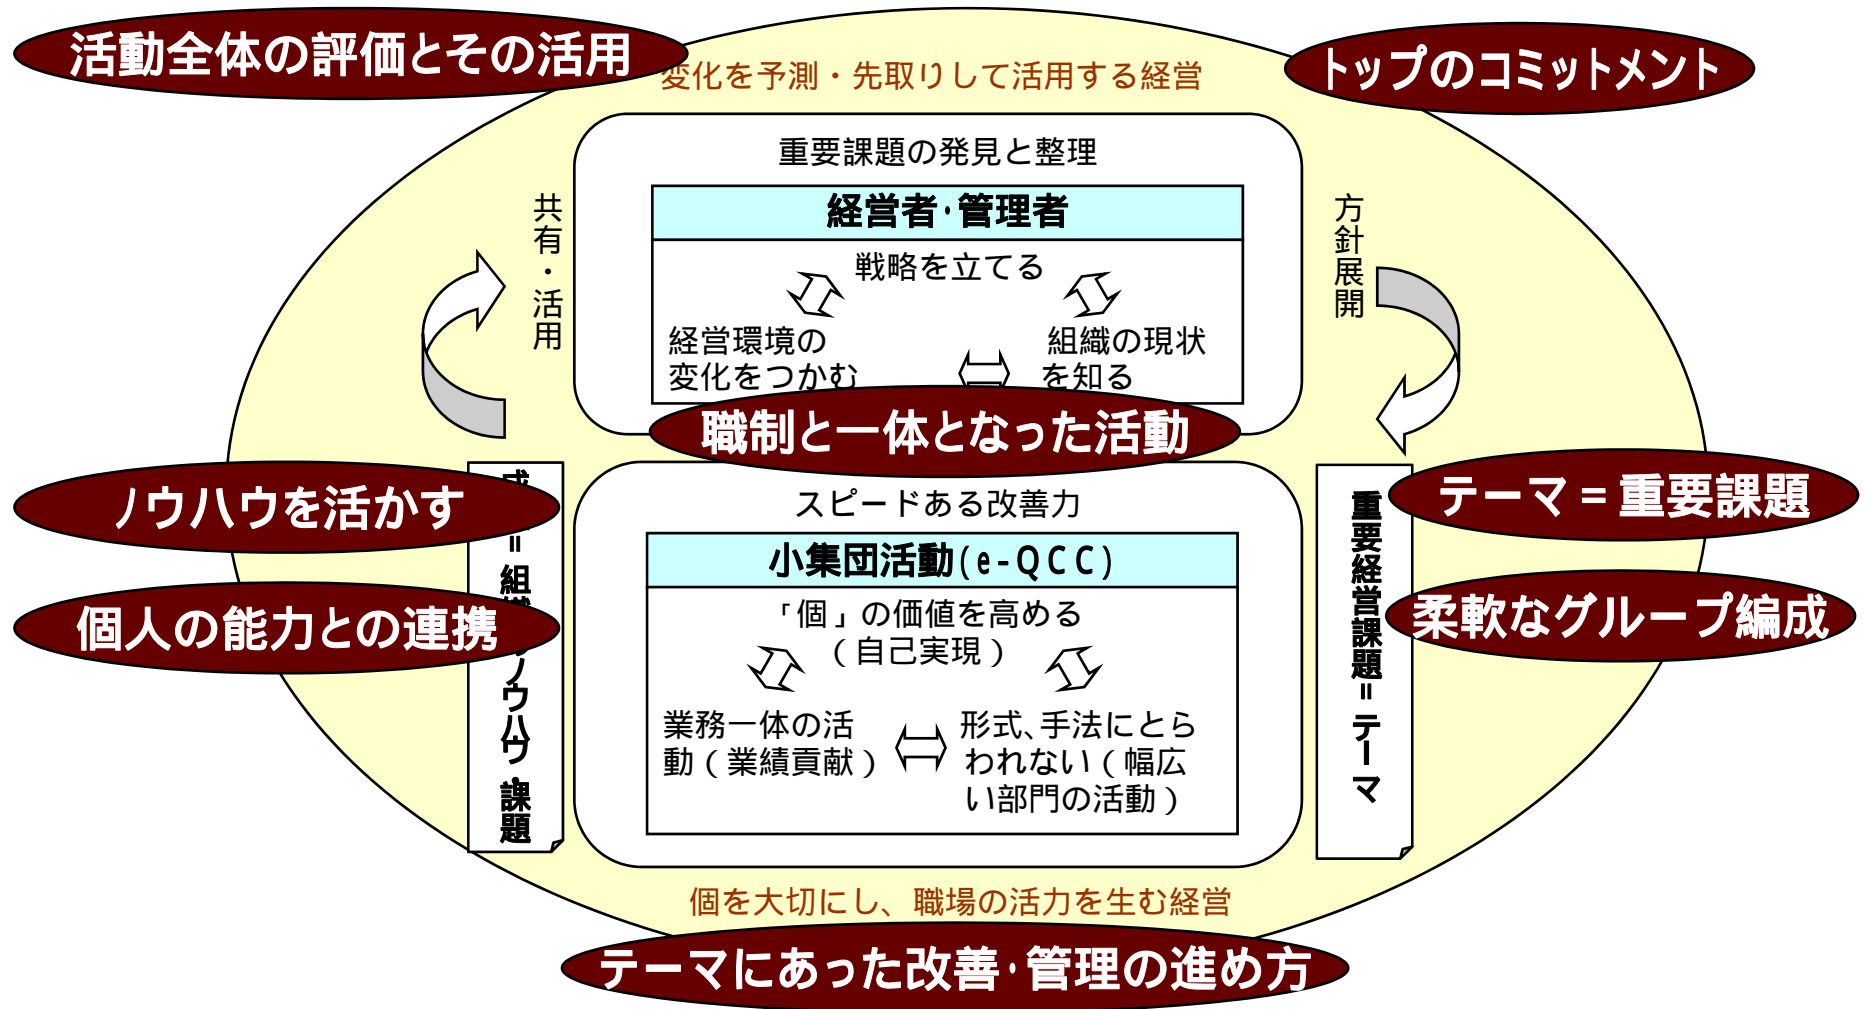 活動全体の評価とその活用
トップのコミットメント
変化を予測・先取りして活用する経営
重要課題の発見と整理
経営者・管理者
戦略を立てる
経営環境の
変化をつかむ
組織の現状
を知る
共有・活用
方針展開
職制と一体となった活動
ノウハウを活かす
テーマ＝重要課題
個人の能力との連携
柔軟なグループ編成
＝組織
ノウハウ・課題
重要経営課題＝テーマ
スピードある改善力
小集団活動(e-QCC)
「個」の価値を高める
（自己実現）
業務一体の活
動（業績貢献）
形式、手法にとら
われない（幅広
い部門の活動）
個を大切にし、職場の活力を生む経営
テーマにあった改善・管理の進め方